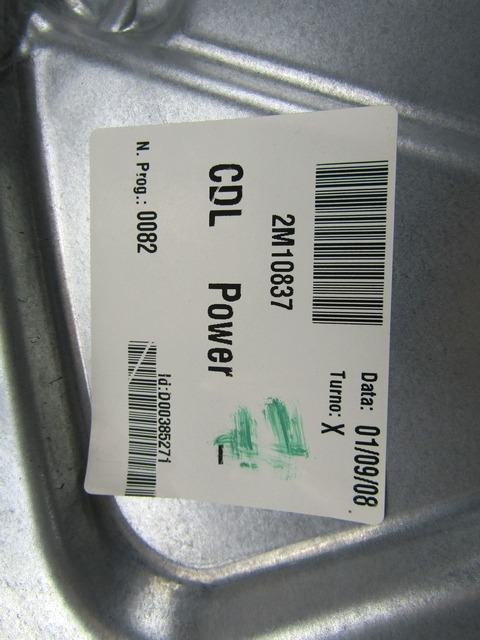 Data: 01/09/08
Turno: X
2M10837
CDL Power
N. Prog.: 0082
Id:D00385271